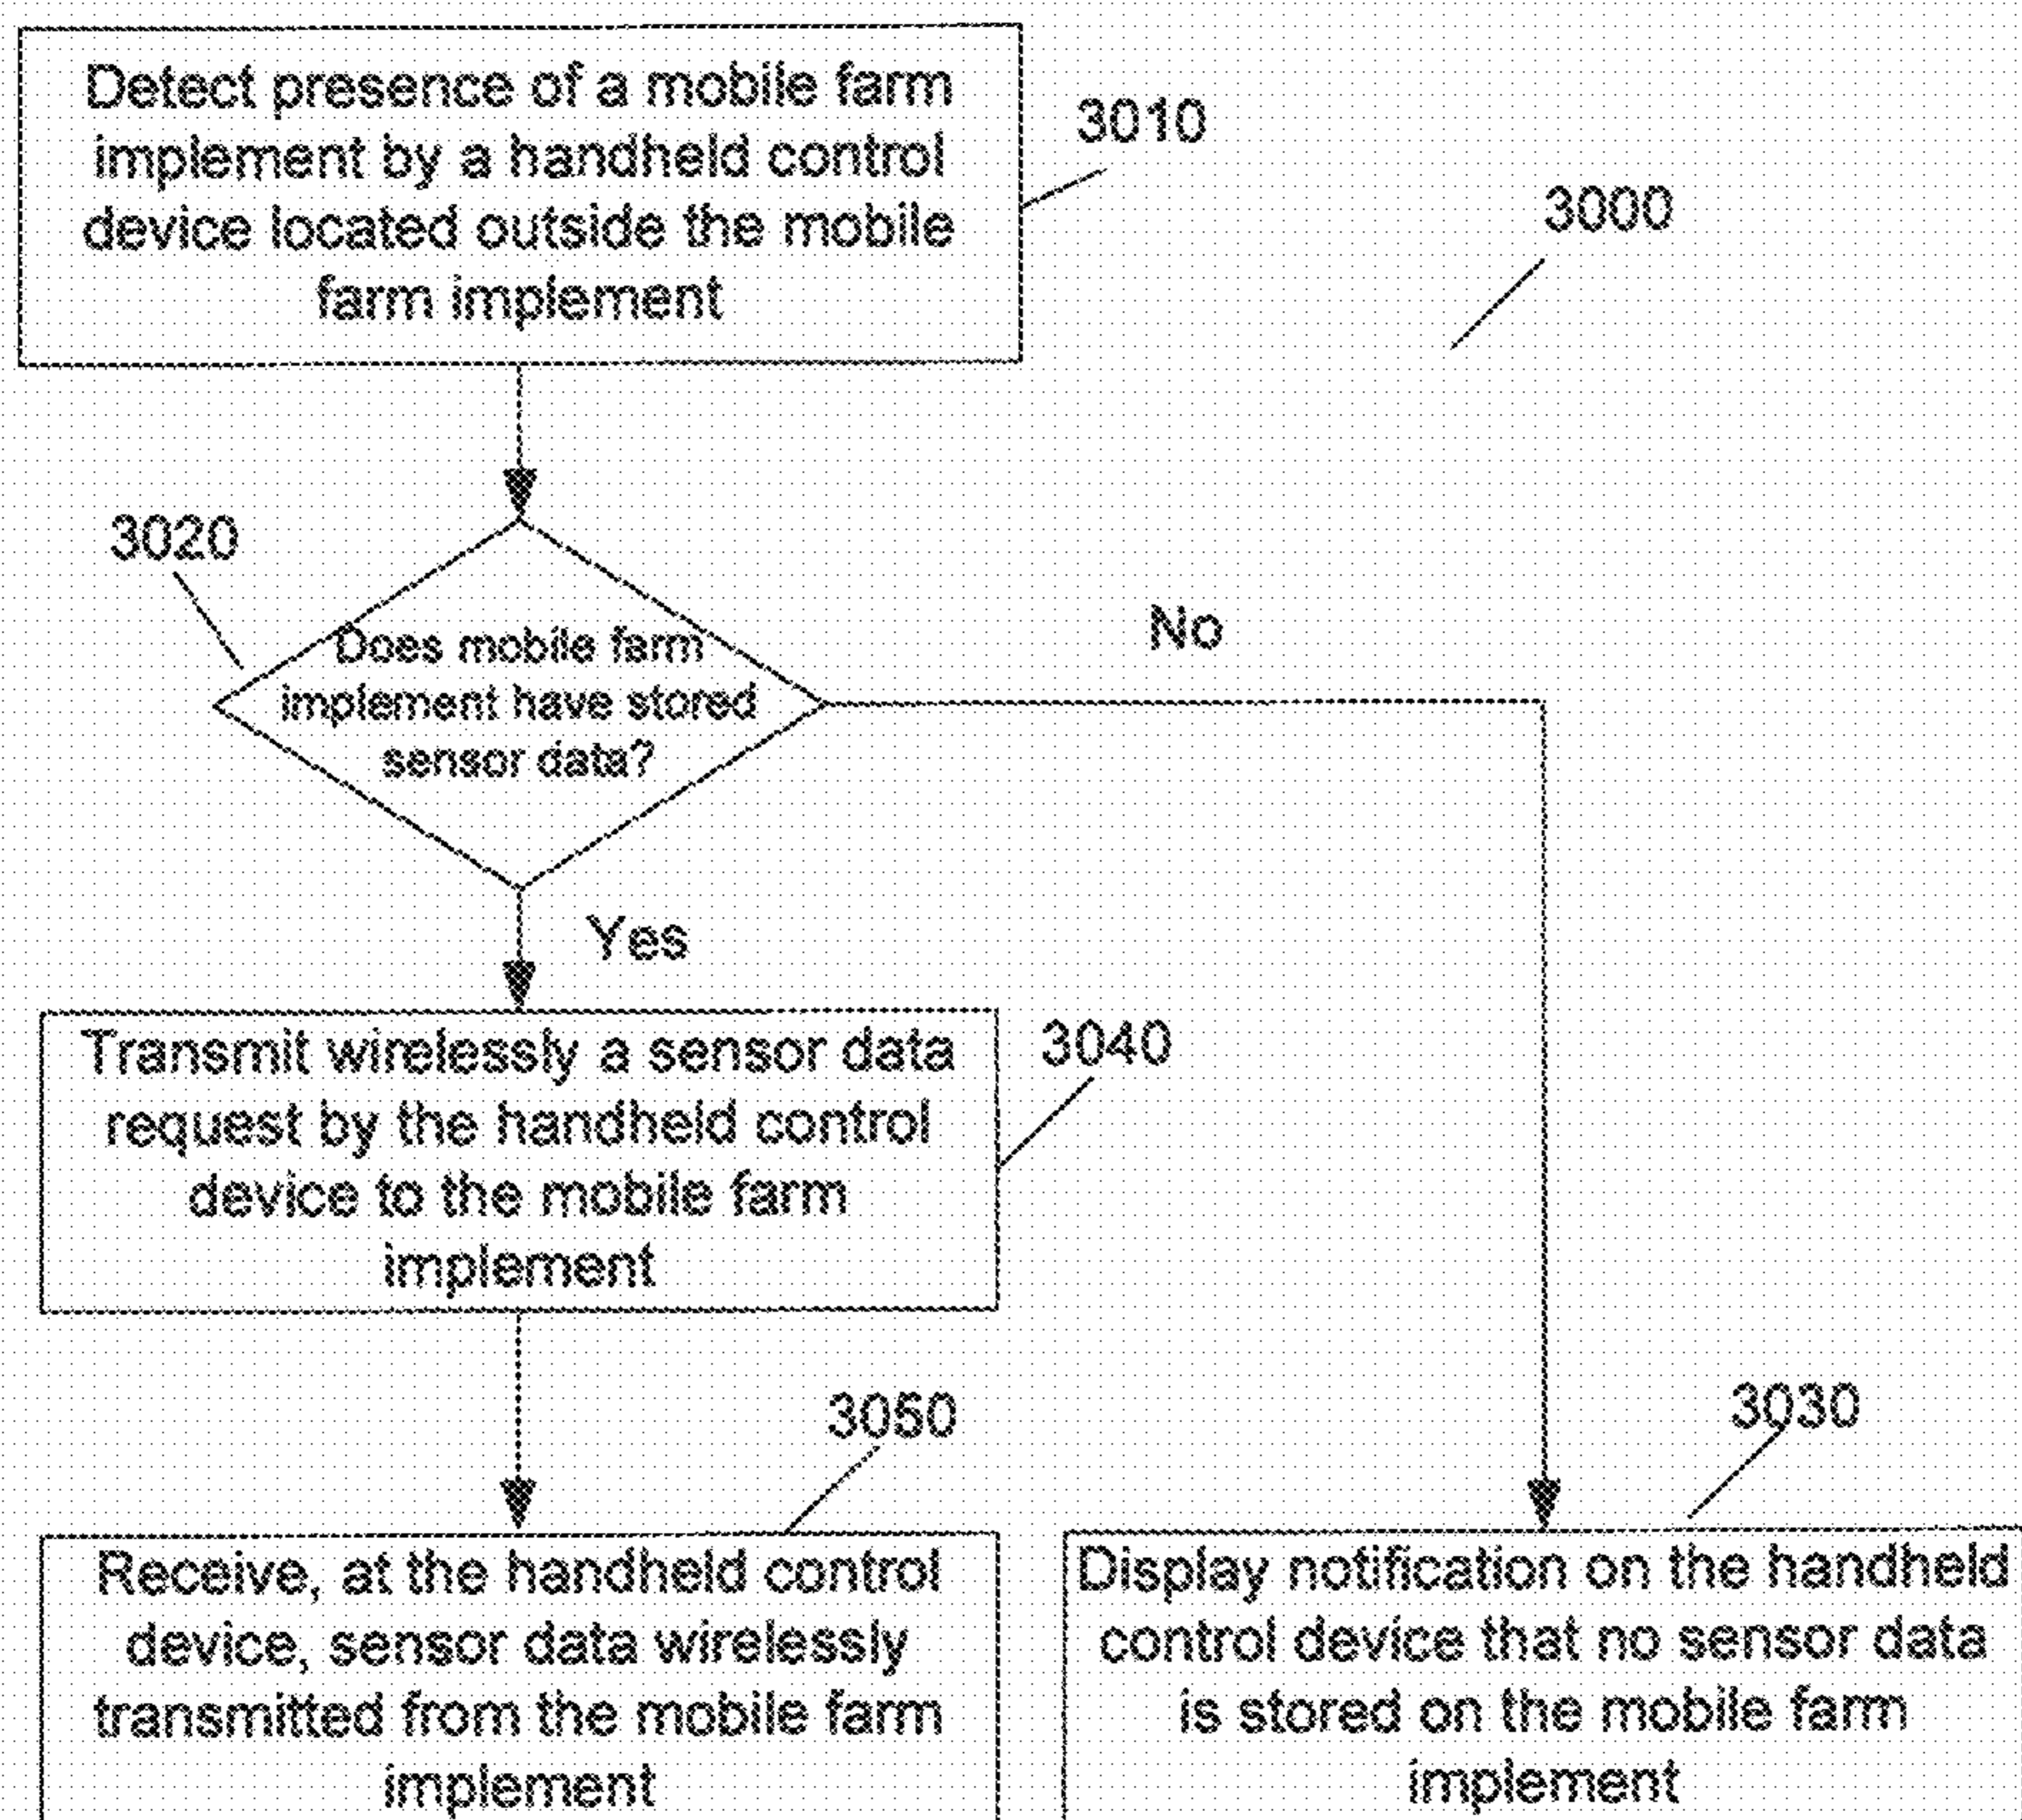 Detect presence of a mobile farm
implement by a handheld control
device located outside the mobile
farm implement
3010
3000
3020
Does mobile farm
implement have stored
sensor data?
No
Yes
Transmit wirelessly a sensor data
request by the handheld control
device to the mobile farm
implement
3040
3050
Receive, at the handheld control
device, sensor data wirelessly
transmitted from the mobile farm
implement
3030
Display notification on the handheld
control device that no sensor data
is stored on the mobile farm
implement